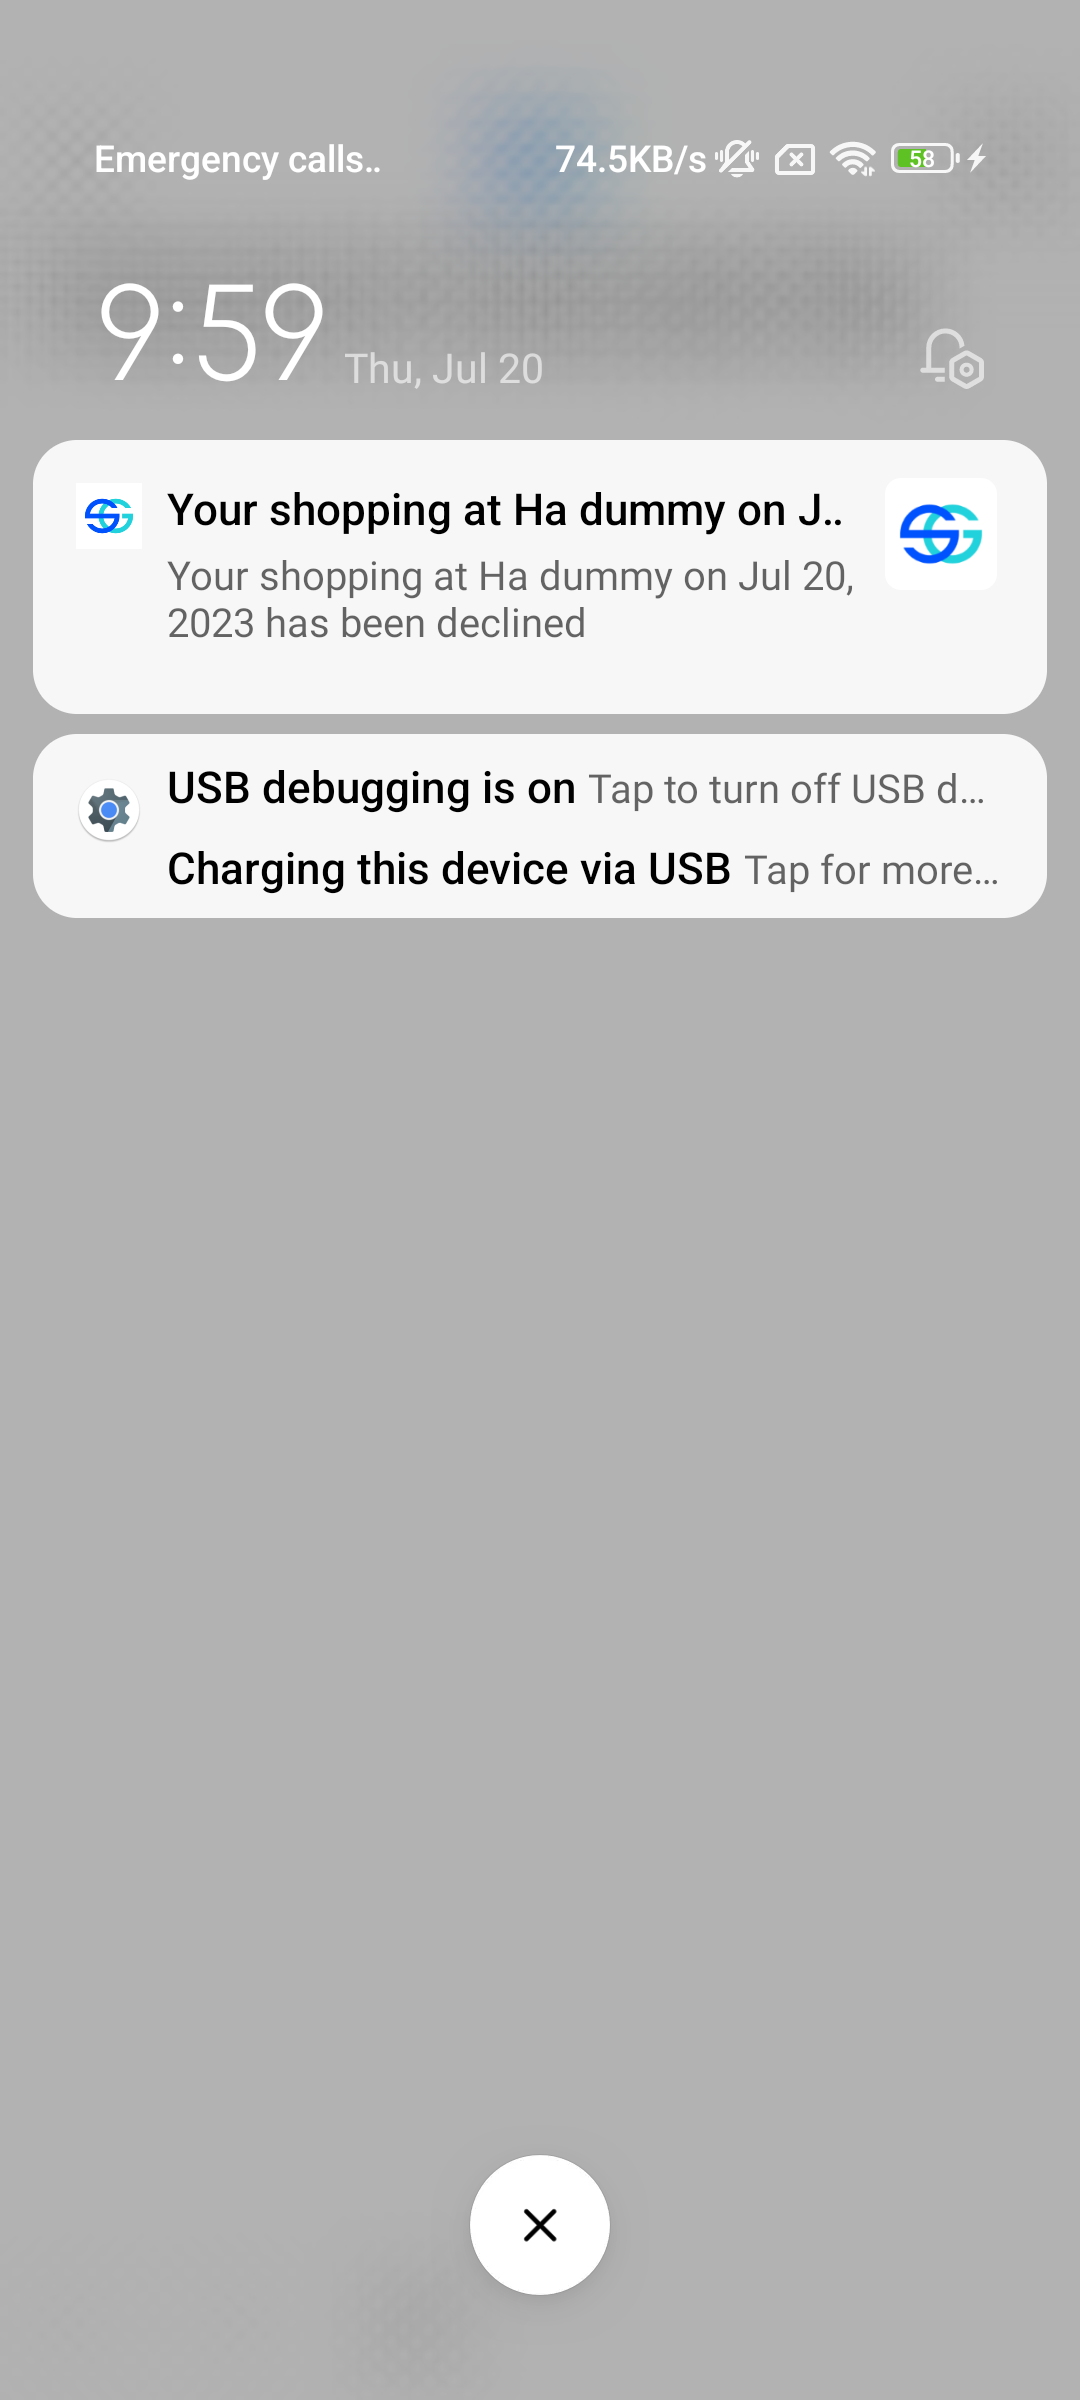 Emergency calls..
74.5KB/s
58
9:59
Thu, Jul 20
Your shopping at Ha dummy on J..
Your shopping at Ha dummy on Jul 20,
2023 has been declined
USB debugging is on Tap to turn off USB d...
Charging this device via USB Tap for more...